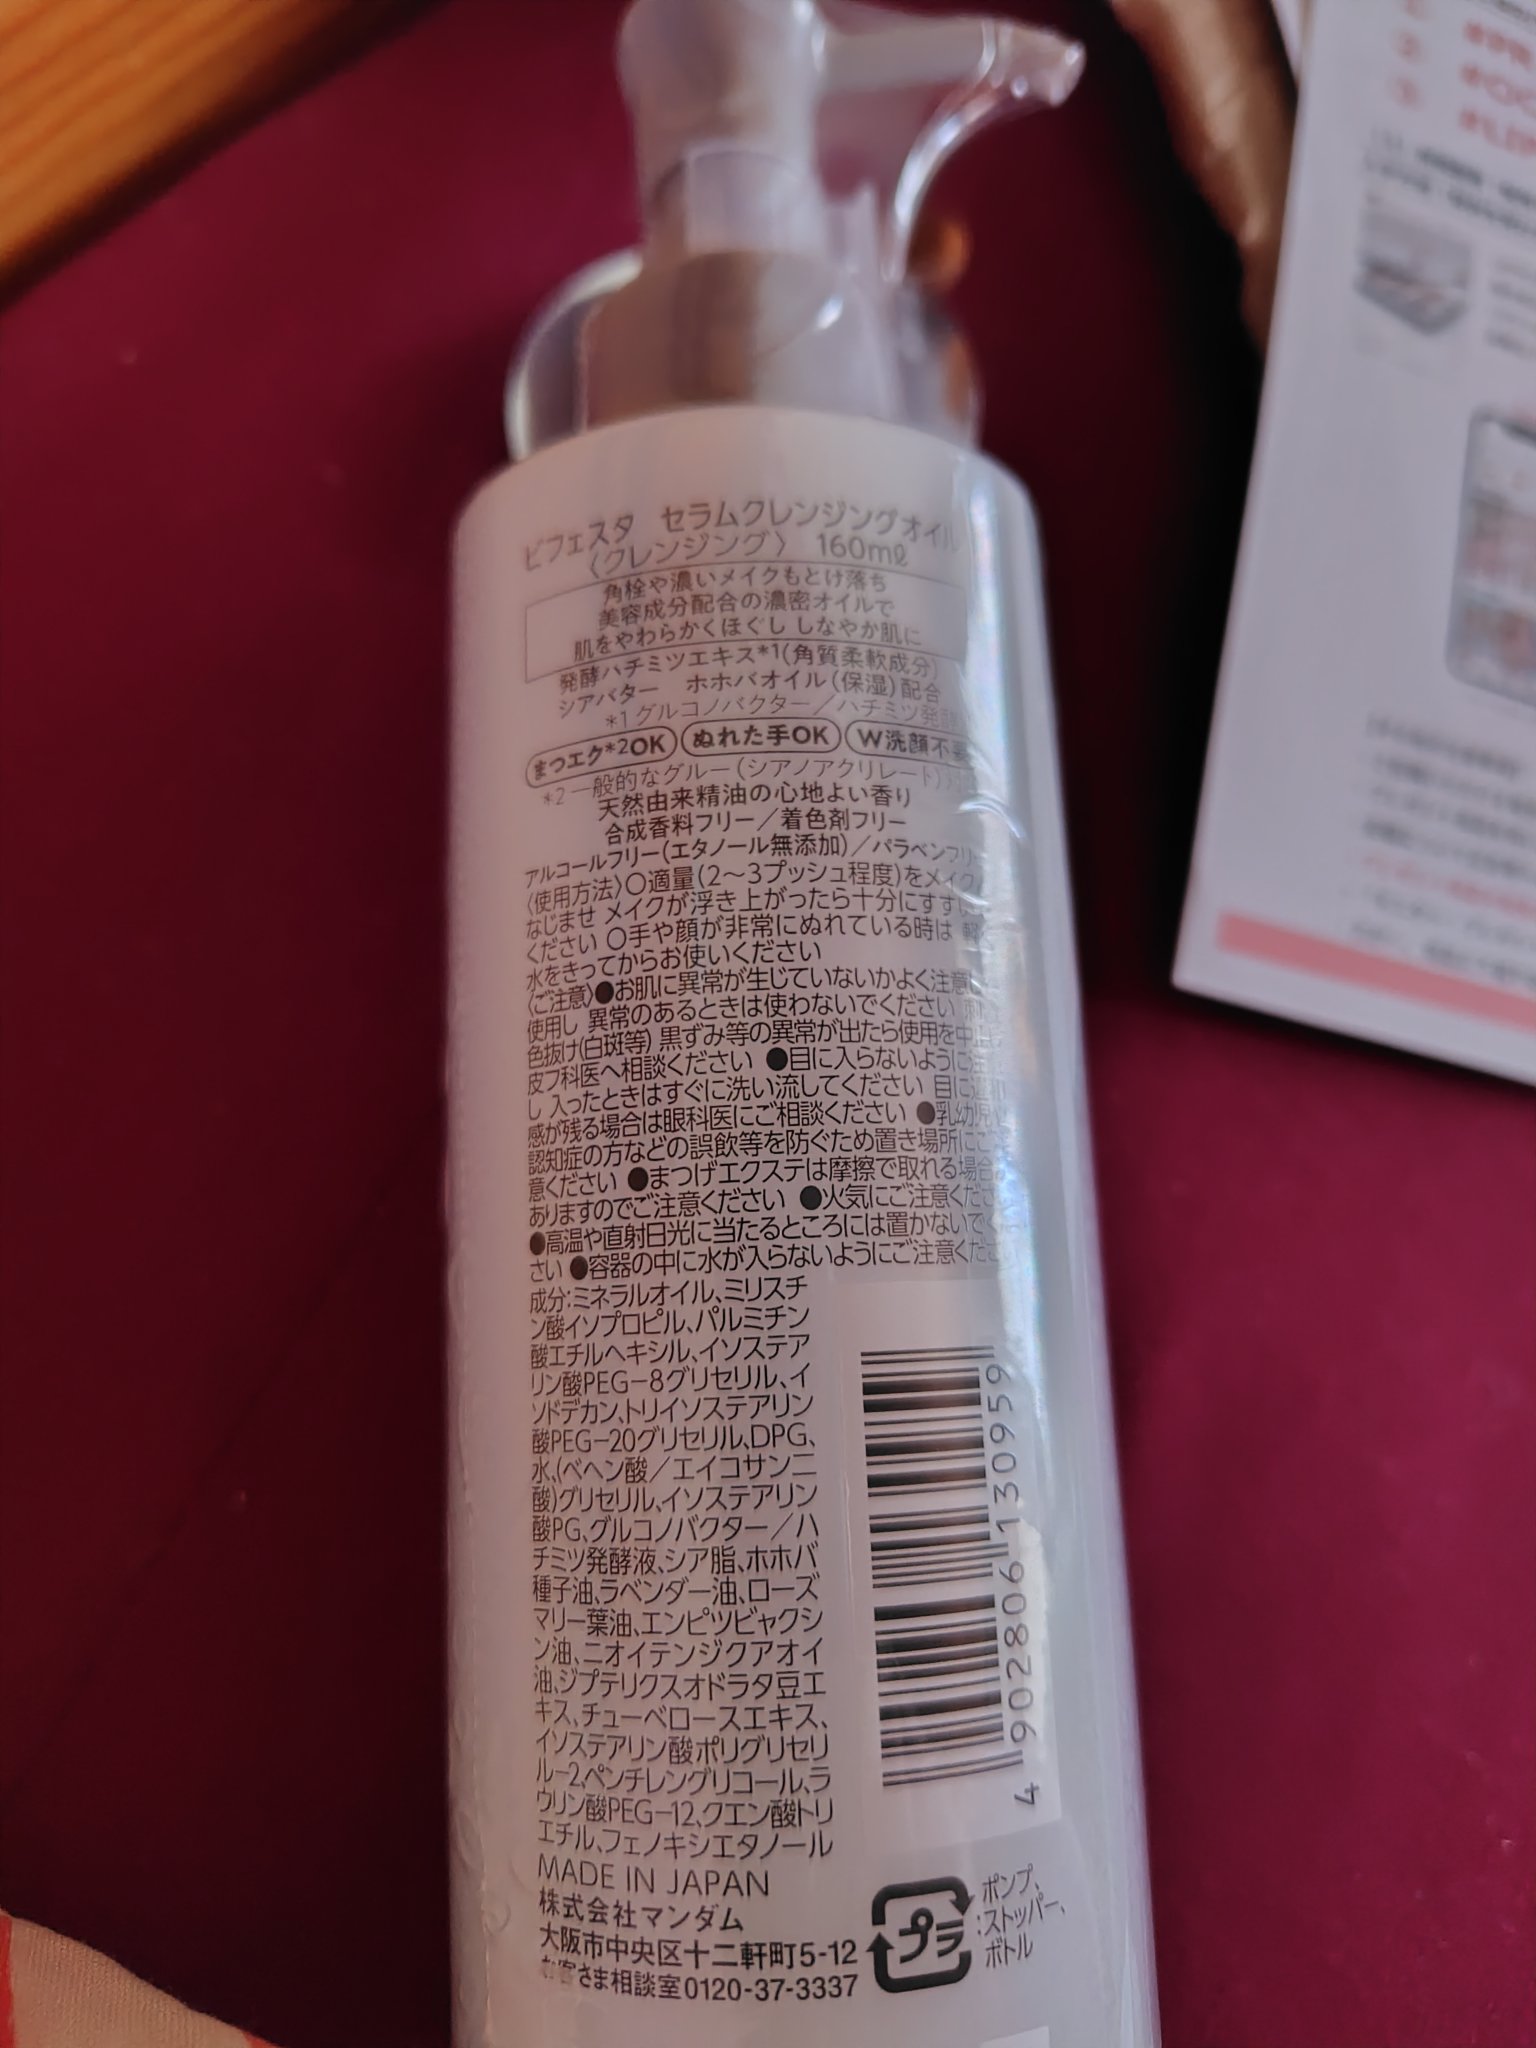 ビフェスタ セラムクレンジングオイル
〈クレンジング〉 160mℓ
角栓や濃いメイクもとけ落ち
美容成分配合の濃密オイルで
肌をやわらかくほぐし しなやか肌に
発酵ハチミツエキス*1(角質柔軟成分)
シアバター ホホバオイル(保湿)配合
*1 グルコノバクター/ハチミツ発酵
まつエク*2OK ぬれた手OK W洗顔不要
*2 一般的なグルー(シアノアクリレート)
天然由来精油の心地よい香り
合成香料フリー/着色剤フリー
アルコールフリー(エタノール無添加)/パラベンフリー
〈使用方法〉○適量(2〜3プッシュ程度)をメイク
なじませ メイクが浮き上がったら十分にすすい
ください ○手や顔が非常にぬれている時は 軽く
水をきってからお使いください
〈ご注意〉●お肌に異常が生じていないかよく注意し
使用し 異常のあるときは使わないでください
色抜け(白斑等) 黒ずみ等の異常が出たら使用を中止
皮フ科医へ相談ください ●目に入らないように注
し 入ったときはすぐに洗い流してください 目に違和
感が残る場合は眼科医にご相談ください ●乳幼児
認知症の方などの誤飲等を防ぐため置き場所にご
意ください ●まつげエクステは摩擦で取れる場合
ありますのでご注意ください ●火気にご注意くださ
●高温や直射日光に当たるところには置かないでく
さい ●容器の中に水が入らないようにご注意くださ
成分:ミネラルオイル、ミリスチ
ン酸イソプロピル、パルミチン
酸エチルヘキシル、イソステア
リン酸PEG-8グリセリル、イ
ソドデカン、トリイソステアリン
酸PEG-20グリセリル、DPG、
水、(ベヘン酸/エイコサン二
酸)グリセリル、イソステアリン
酸PG、グルコノバクター/ハ
チミツ発酵液、シア脂、ホホバ
種子油、ラベンダー油、ローズ
マリー葉油、エンピツビャクシ
ン油、ニオイテンジクアオイ
油、ジプテリクスオドラタ豆エ
キス、チューベロースエキス、
イソステアリン酸ポリグリセリ
ル-2、ペンチレングリコール、ラ
ウリン酸PEG-12、クエン酸トリ
エチル、フェノキシエタノール
MADE IN JAPAN
株式会社マンダム
大阪市中央区十二軒町5-12
お客さま相談室0120-37-3337
4 902806 130959
プラ
ポンプ、
:ストッパー、
ボトル